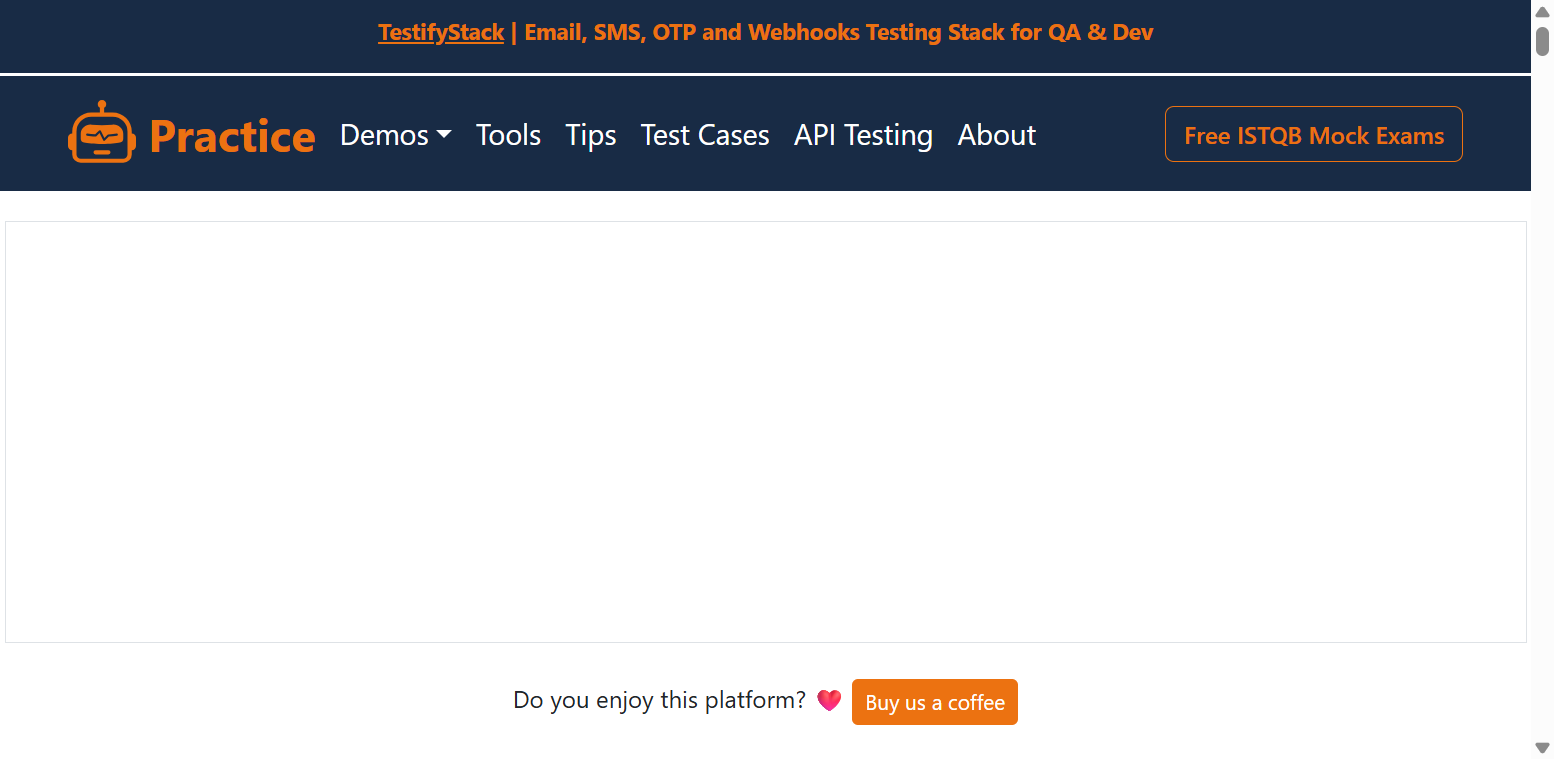 TestifyStack | Email, SMS, OTP and Webhooks Testing Stack for QA & Dev
Practice Demos Tools Tips Test Cases API Testing About Free ISTQB Mock Exams
Do you enjoy this platform? Buy us a coffee